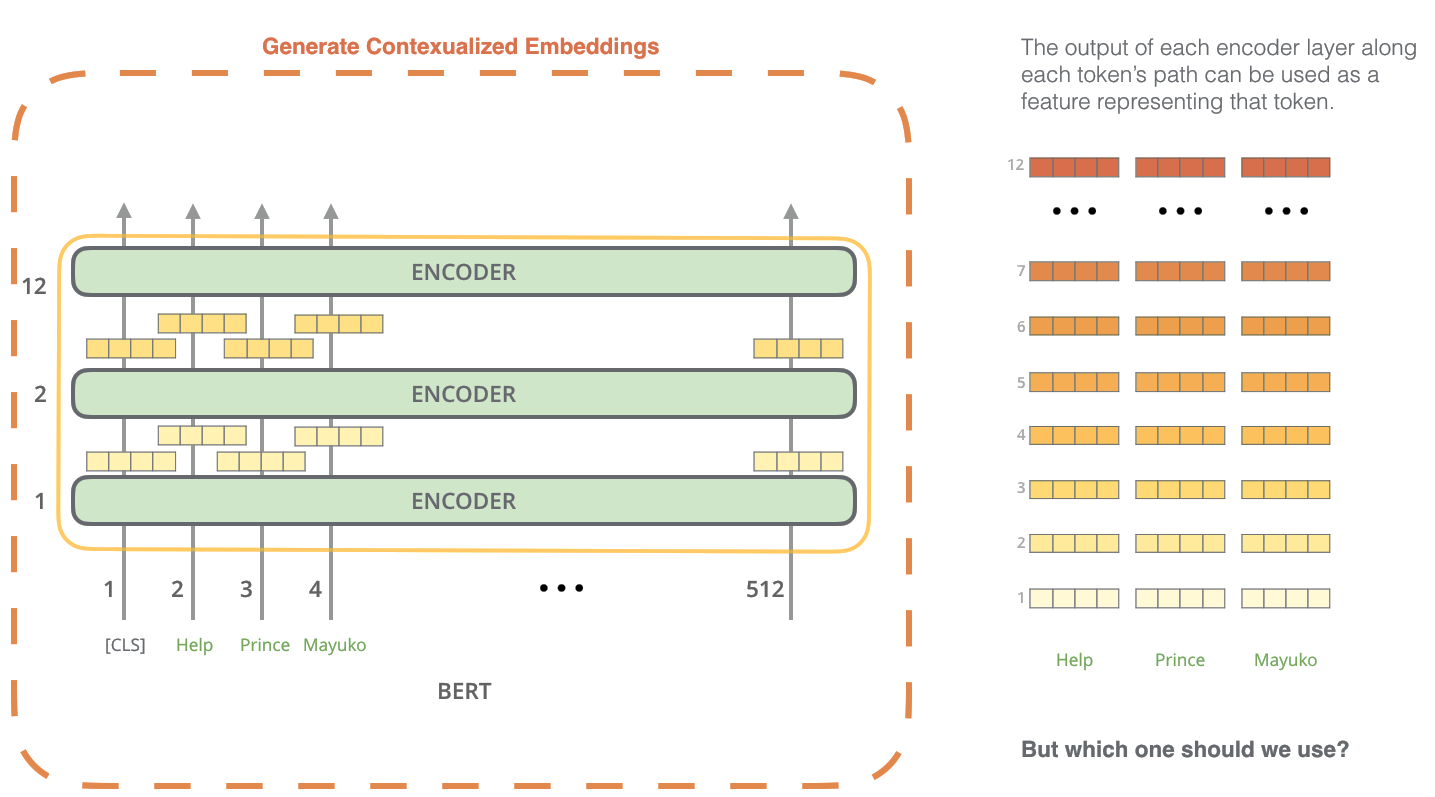 Generate Contexualized Embeddings
The output of each encoder layer along
each token's path can be used as a
feature representing that token.
12
ENCODER
2
ENCODER
1
ENCODER
1 2 3 4 ••• 512
[CLS] Help Prince Mayuko
BERT
12
•••  •••  •••
7
6
5
4
3
2
1
Help Prince Mayuko
But which one should we use?